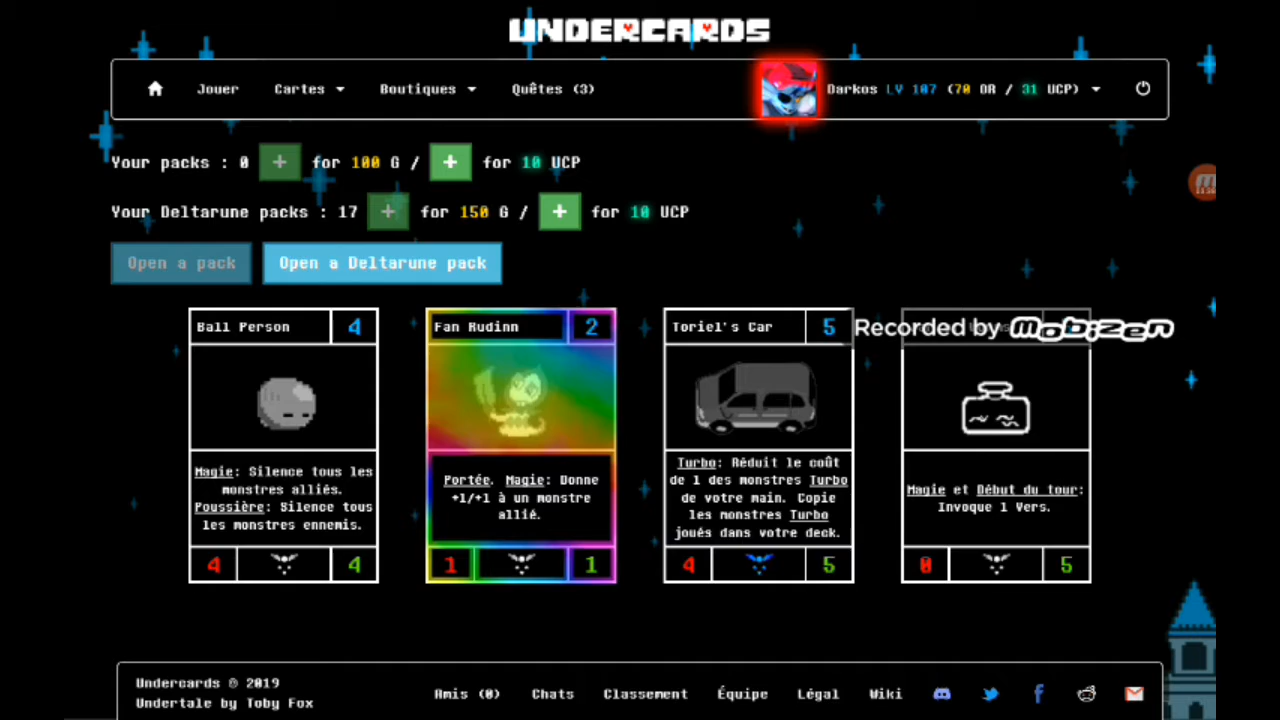 UNDERCARDS
Jouer
Cartes
Boutiques
Quêtes (3)
Darkos LV 107 (70 OR / 31 UCP)
Your packs : 0 + for 100 G / + for 10 UCP
Your Deltarune packs : 17 + for 150 G / + for 10 UCP
Open a pack
Open a Deltarune pack
Ball Person 4
Magie: Silence tous les
monstres alliés.
Poussière: Silence tous
les monstres ennemis.
4 4
Fan Rudinn 2
Portée. Magie: Donne
+1/+1 à un monstre
allié.
1 1
Toriel's Car 5
Turbo: Réduit le coût
de 1 des monstres Turbo
de votre main. Copie
les monstres Turbo
joués dans votre deck.
4 5
Recorded by mobizen
Magie et Début du tour:
Invoque 1 Vers.
0 5
Undercards © 2019
Undertale by Toby Fox
Amis (0)
Chats
Classement
Équipe
Légal
Wiki